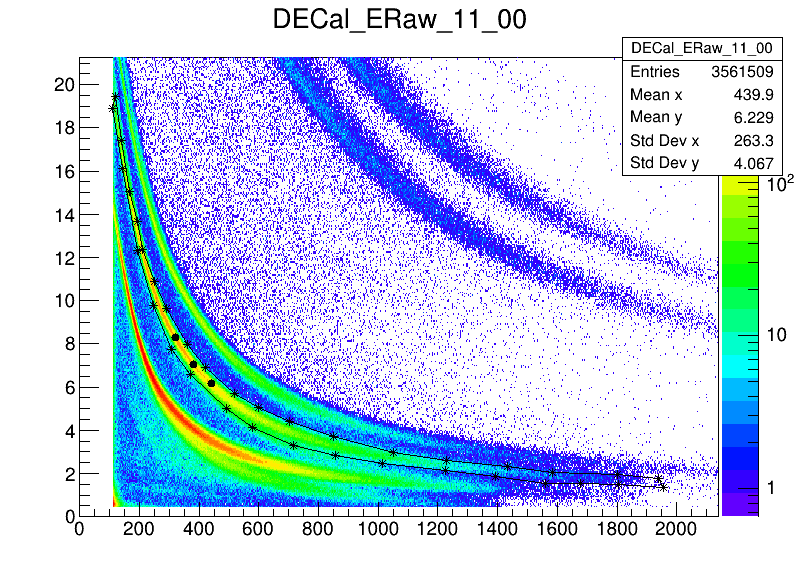 DECal_ERaw_11_00
DECal_ERaw_11_00
Entries 3561509
Mean x 439.9
Mean y 6.229
Std Dev x 263.3
Std Dev y 4.067
20
18
16
14
12
10
8
6
4
2
0
0 200 400 600 800 1000 1200 1400 1600 1800 2000
10²
10
1